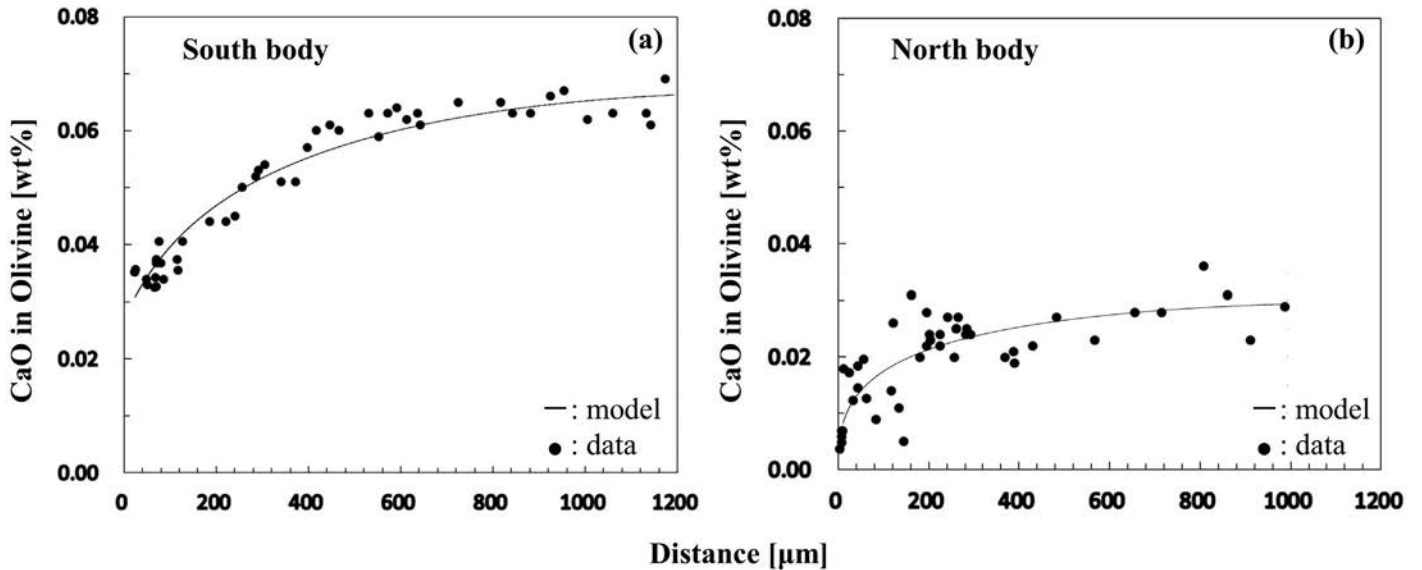 South body
(a)
CaO in Olivine [wt%]
0.08
0.06
0.04
0.02
0.00
—: model
● : data
0 200 400 600 800 1000 1200
North body
(b)
CaO in Olivine [wt%]
0.08
0.06
0.04
0.02
0.00
—: model
● : data
0 200 400 600 800 1000 1200
Distance [μm]